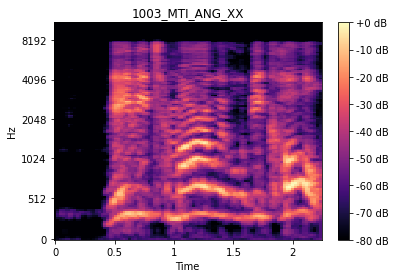 1003_MTI_ANG_XX
+0 dB
8192
-10 dB
4096
-20 dB
-30 dB
2048
-40 dB
Hz
1024
-50 dB
512
-60 dB
-70 dB
0
-80 dB
0 0.5 1 1.5 2
Time